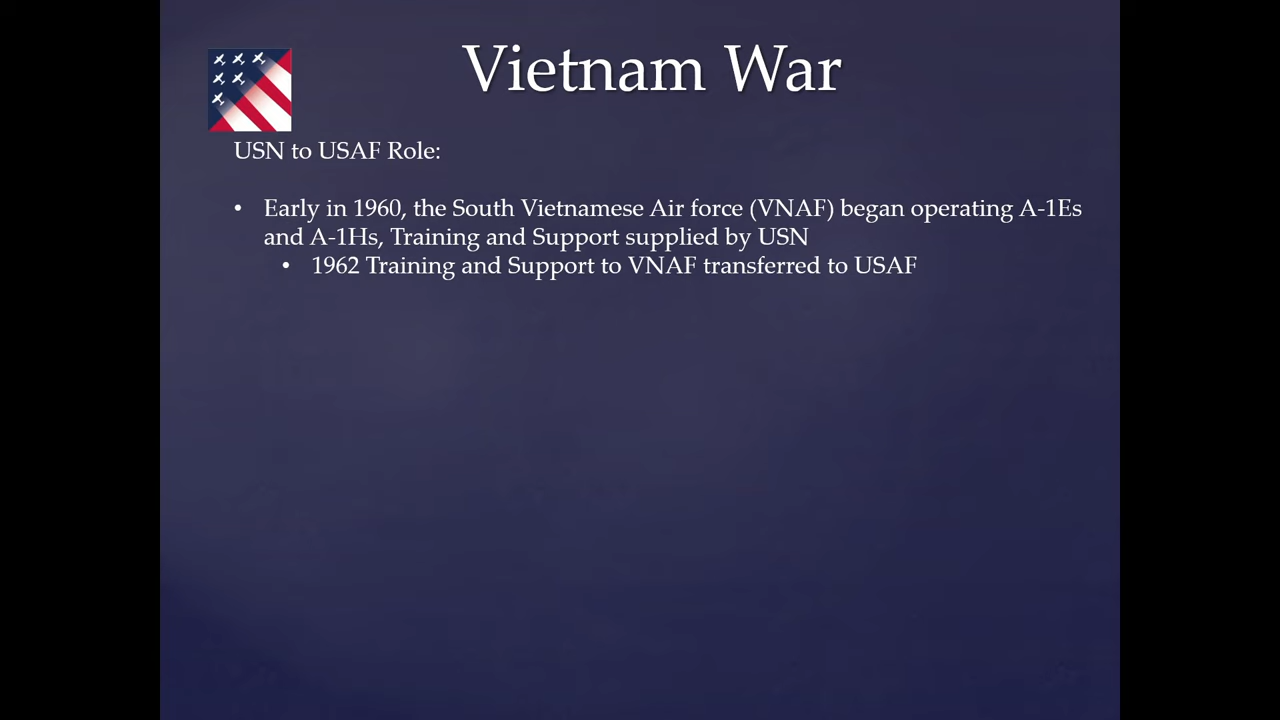 Vietnam War
USN to USAF Role:
• Early in 1960, the South Vietnamese Air force (VNAF) began operating A-1Es
and A-1Hs, Training and Support supplied by USN
• 1962 Training and Support to VNAF transferred to USAF